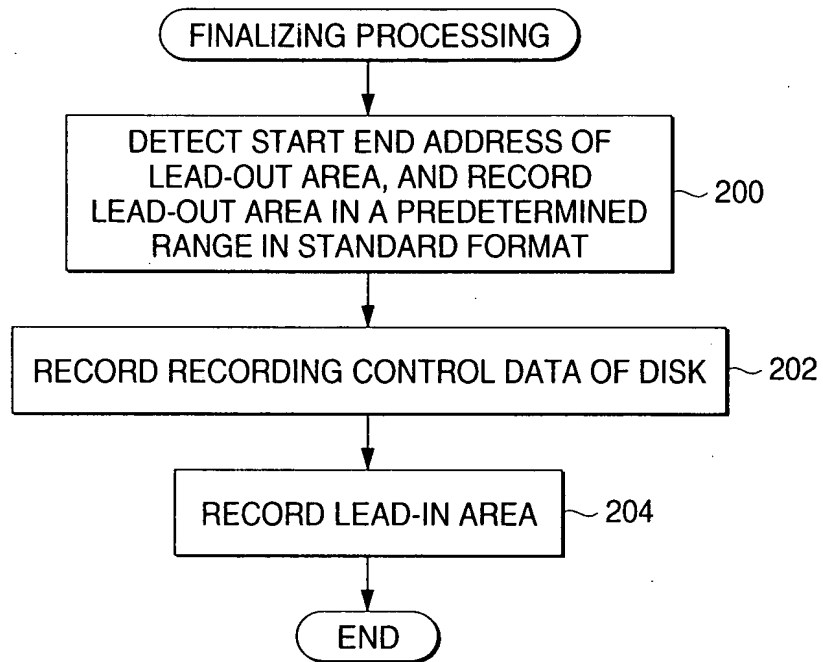 FINALIZING PROCESSING
DETECT START END ADDRESS OF
LEAD-OUT AREA, AND RECORD
LEAD-OUT AREA IN A PREDETERMINED
RANGE IN STANDARD FORMAT
200
RECORD RECORDING CONTROL DATA OF DISK
202
RECORD LEAD-IN AREA
204
END